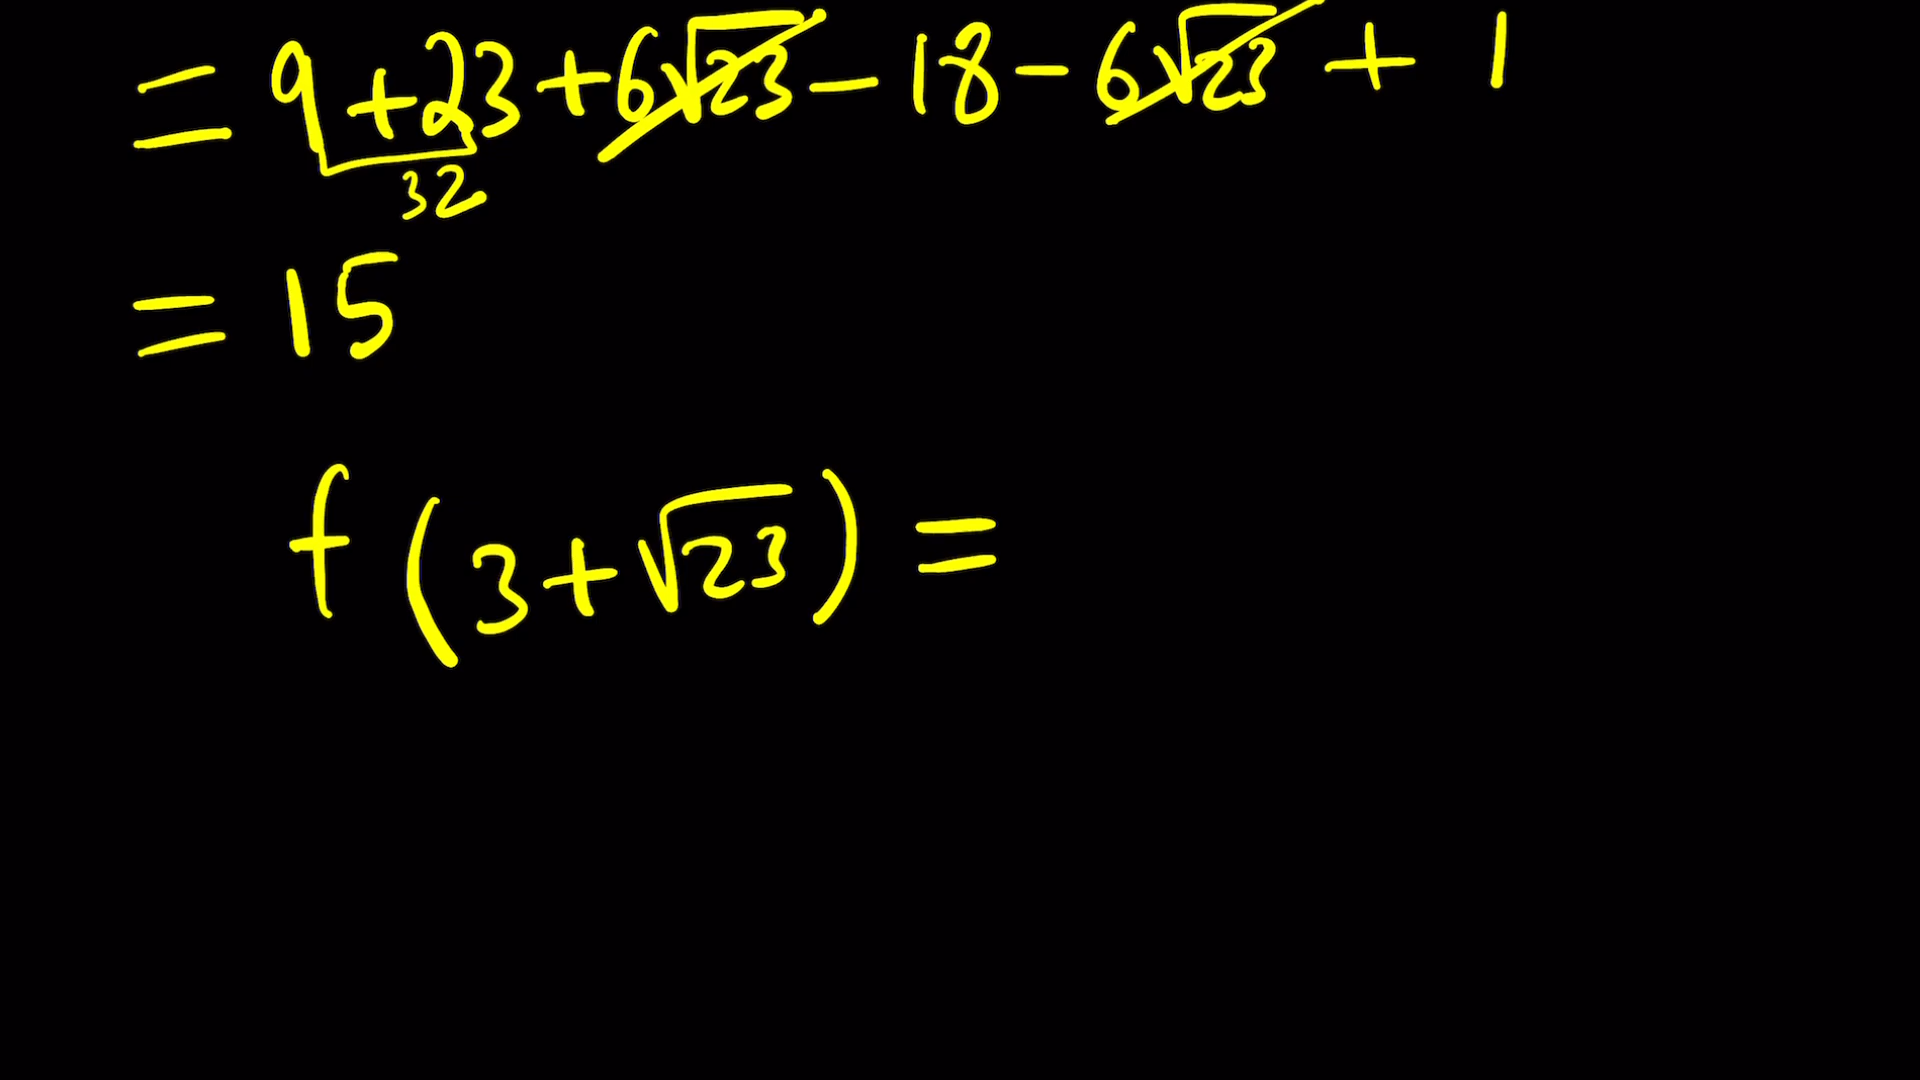 = 9 + 23 + 6√23 - 18 - 6√23 + 1
32
= 15
f(3+√23) =